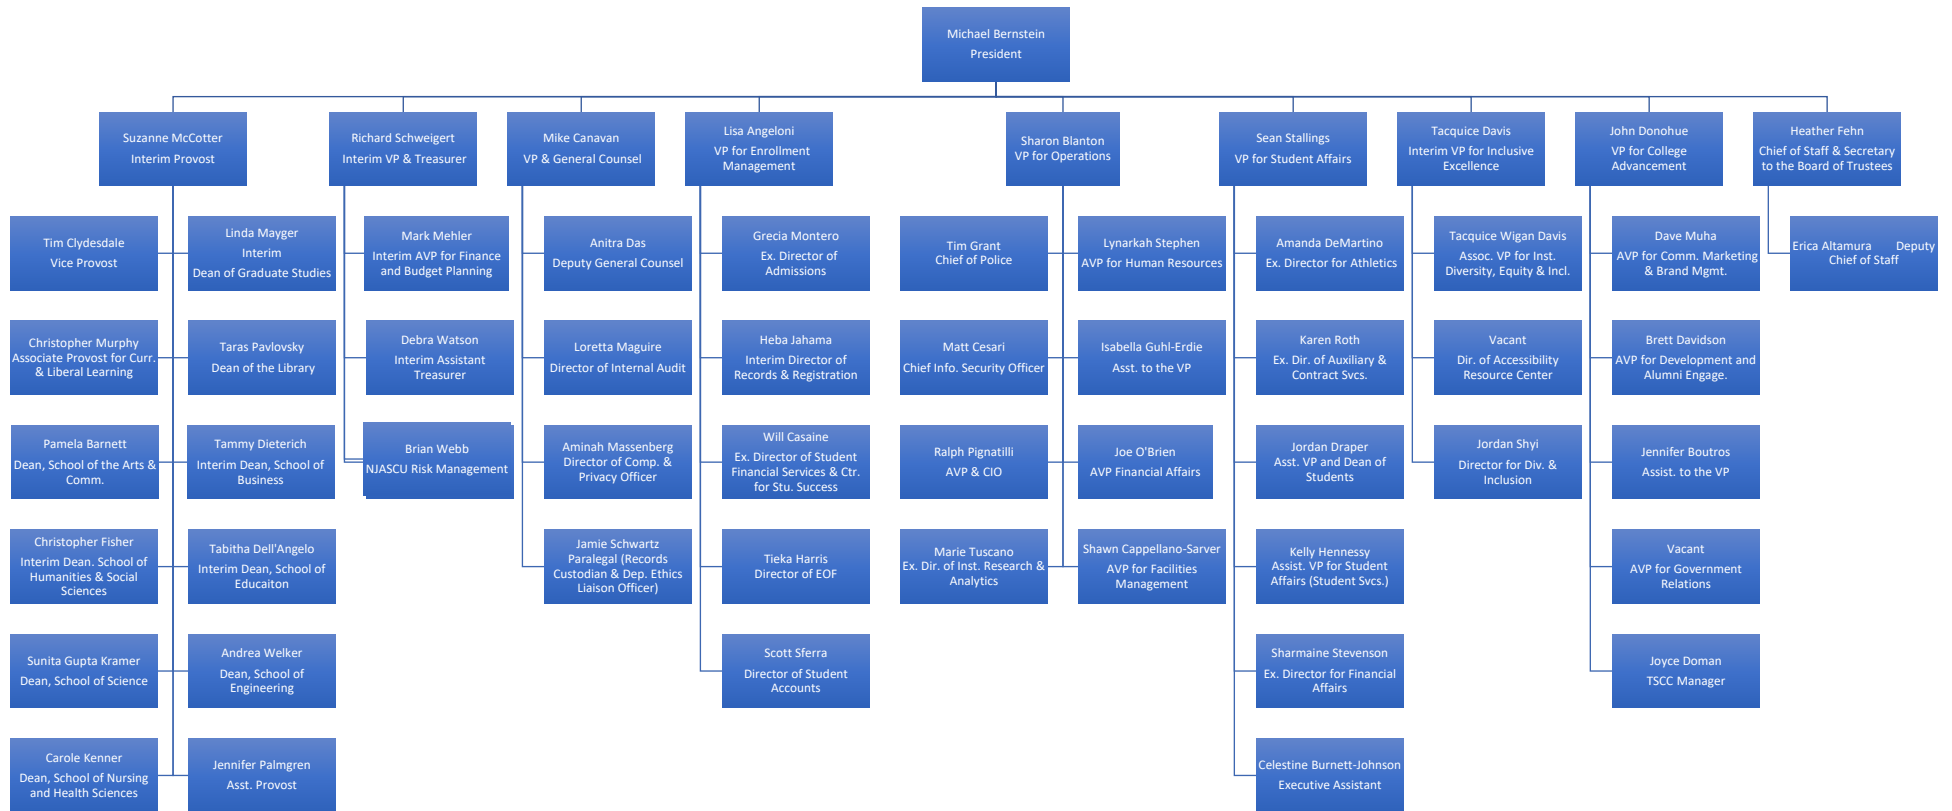 Michael Bernstein
President
Suzanne McCotter
Interim Provost
Richard Schweigert
Interim VP & Treasurer
Mike Canavan
VP & General Counsel
Lisa Angeloni
VP for Enrollment
Management
Sharon Blanton
VP for Operations
Sean Stallings
VP for Student Affairs
Tacquice Davis
Interim VP for Inclusive
Excellence
John Donohue
VP for College
Advancement
Heather Fehn
Chief of Staff & Secretary
to the Board of Trustees
Tim Clydesdale
Vice Provost
Linda Mayger
Interim
Dean of Graduate Studies
Mark Mehler
Interim AVP for Finance
and Budget Planning
Anitra Das
Deputy General Counsel
Grecia Montero
Ex. Director of
Admissions
Tim Grant
Chief of Police
Lynarkah Stephen
AVP for Human Resources
Amanda DeMartino
Ex. Director for Athletics
Tacquice Wigan Davis
Assoc. VP for Inst.
Diversity, Equity & Incl.
Dave Muha
AVP for Comm. Marketing
& Brand Mgmt.
Erica Altamura Deputy
Chief of Staff
Christopher Murphy
Associate Provost for Curr.
& Liberal Learning
Taras Pavlovsky
Dean of the Library
Debra Watson
Interim Assistant
Treasurer
Loretta Maguire
Director of Internal Audit
Heba Jahama
Interim Director of
Records & Registration
Matt Cesari
Chief Info. Security Officer
Isabella Guhl-Erdie
Asst. to the VP
Karen Roth
Ex. Dir. of Auxiliary &
Contract Svcs.
Vacant
Dir. of Accessibility
Resource Center
Brett Davidson
AVP for Development and
Alumni Engage.
Pamela Barnett
Dean, School of the Arts &
Comm.
Tammy Dieterich
Interim Dean, School of
Business
Brian Webb
NJASCU Risk Management
Aminah Massenberg
Director of Comp. &
Privacy Officer
Will Casaine
Ex. Director of Student
Financial Services & Ctr.
for Stu. Success
Ralph Pignatilli
AVP & CIO
Joe O'Brien
AVP Financial Affairs
Jordan Draper
Asst. VP and Dean of
Students
Jordan Shyi
Director for Div. &
Inclusion
Jennifer Boutros
Assist. to the VP
Christopher Fisher
Interim Dean. School of
Humanities & Social
Sciences
Tabitha Dell'Angelo
Interim Dean, School of
Educaiton
Jamie Schwartz
Paralegal (Records
Custodian & Dep. Ethics
Liaison Officer)
Tieka Harris
Director of EOF
Marie Tuscano
Ex. Dir. of Inst. Research &
Analytics
Shawn Cappellano-Sarver
AVP for Facilities
Management
Kelly Hennessy
Assist. VP for Student
Affairs (Student Svcs.)
Vacant
AVP for Government
Relations
Sunita Gupta Kramer
Dean, School of Science
Andrea Welker
Dean, School of
Engineering
Scott Sferra
Director of Student
Accounts
Sharmaine Stevenson
Ex. Director for Financial
Affairs
Joyce Doman
TSCC Manager
Carole Kenner
Dean, School of Nursing
and Health Sciences
Jennifer Palmgren
Asst. Provost
Celestine Burnett-Johnson
Executive Assistant